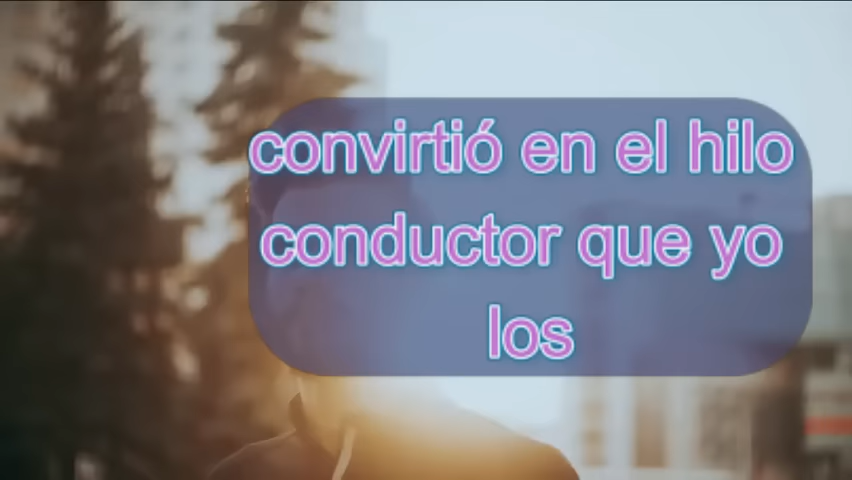 convirtió en el hilo
conductor que yo
los